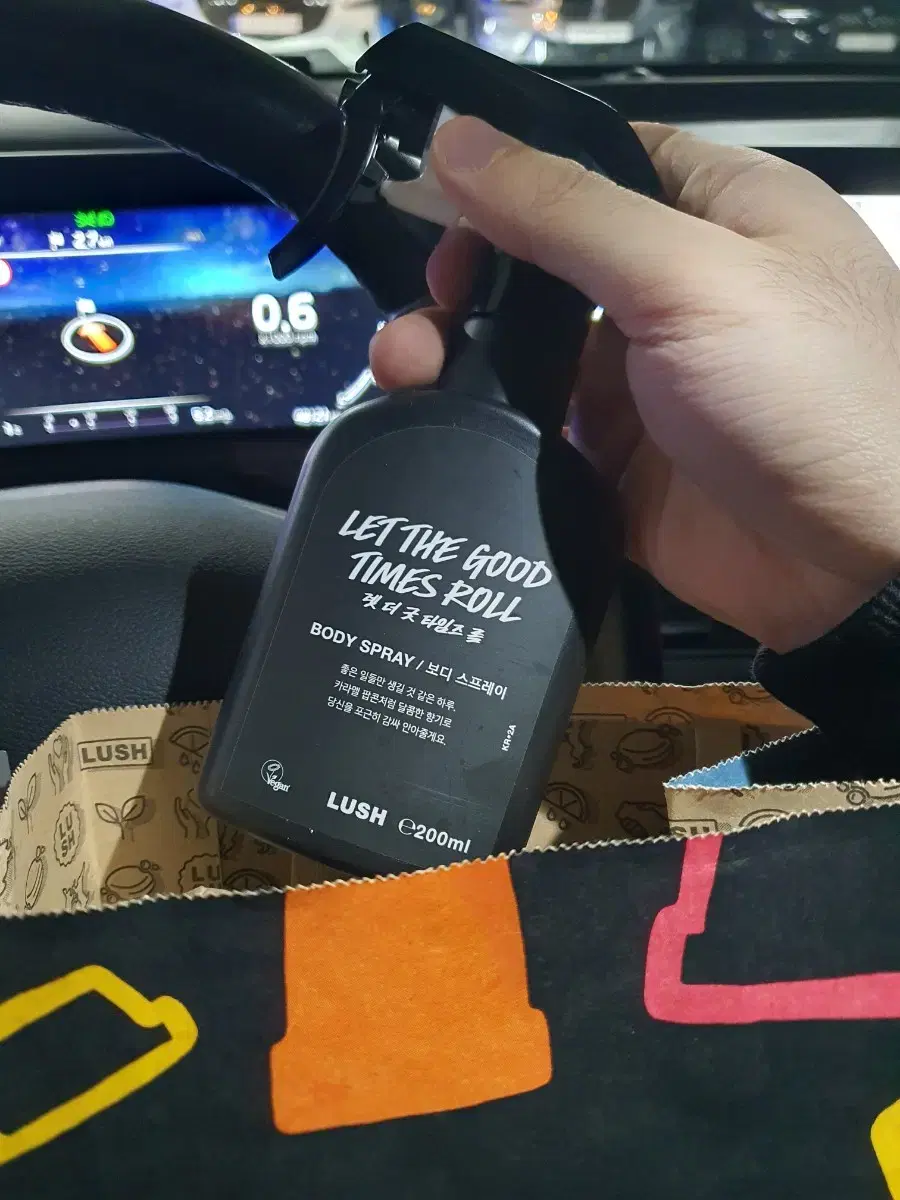 0.6
LET THE GOOD
TIMES ROLL
렛 더 굿 타임즈 롤
BODY SPRAY / 보디 스프레이
좋은 일들만 생길 것 같은 하루.
카라멜 팝콘처럼 달콤한 향기로
당신을 포근히 감싸 안아줄게요.
KR*2A
Vegan
LUSH ℮200ml
LUSH
LUSH
LU